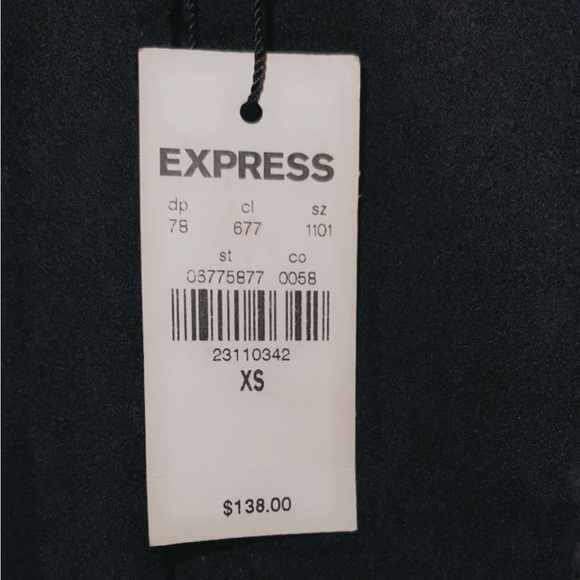 EXPRESS
dp cl sz
78 677 1101
st co
06775877 0058
23110342
XS
$138.00